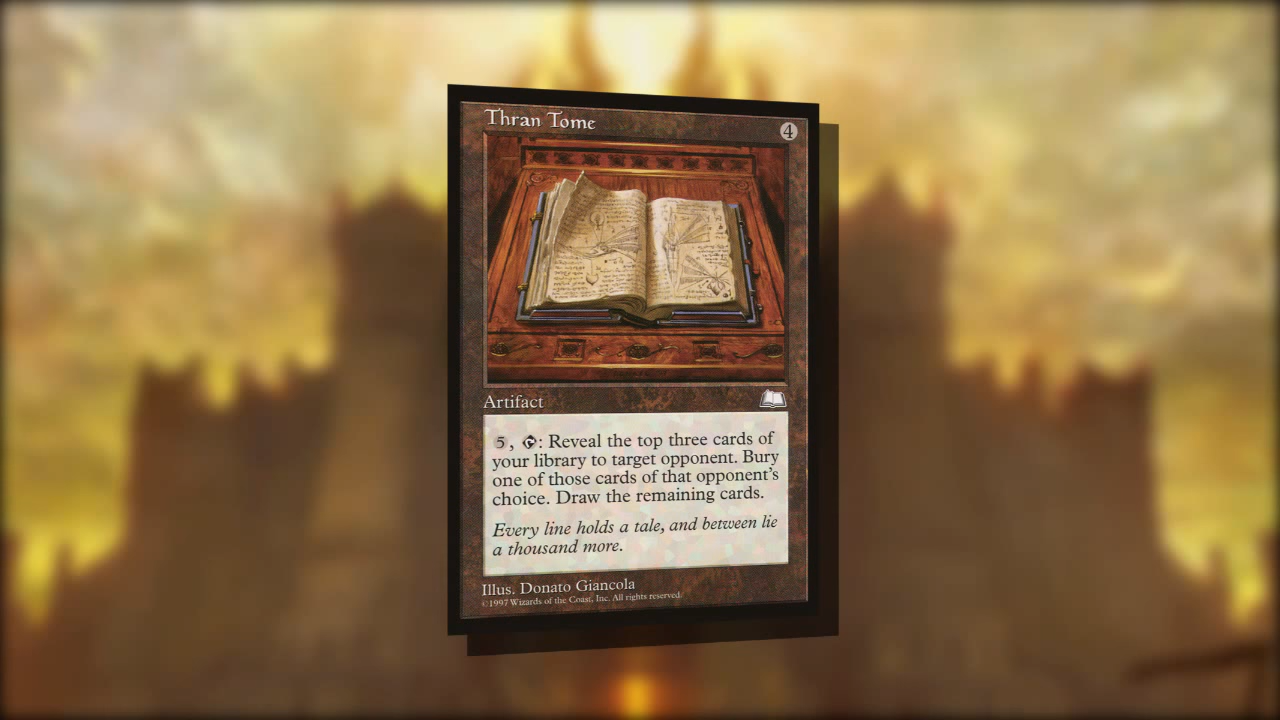 Thran Tome
4
Artifact
5, : Reveal the top three cards of
your library to target opponent. Bury
one of those cards of that opponent's
choice. Draw the remaining cards.
Every line holds a tale, and between lie
a thousand more.
Illus. Donato Giancola
©1997 Wizards of the Coast, Inc. All rights reserved.